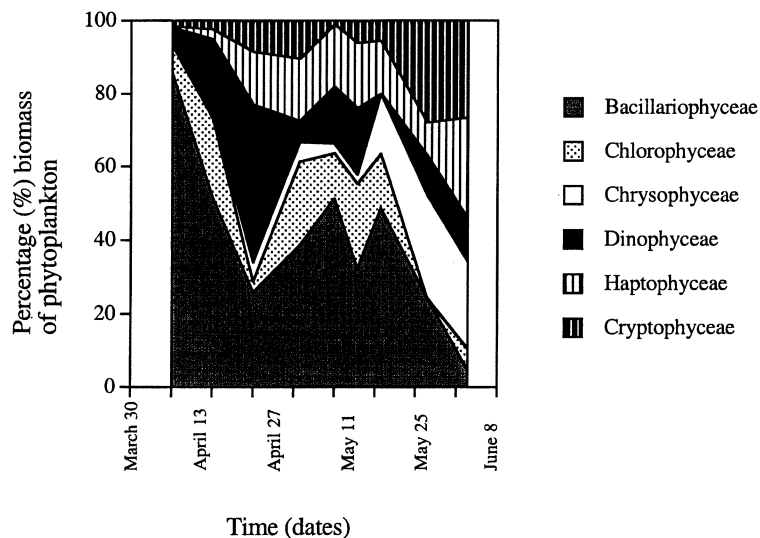 100
80
60
40
20
0
Percentage (%) biomass
of phytoplankton
March 30
April 13
April 27
May 11
May 25
June 8
Time (dates)
Bacillariophyceae
Chlorophyceae
Chrysophyceae
Dinophyceae
Haptophyceae
Cryptophyceae